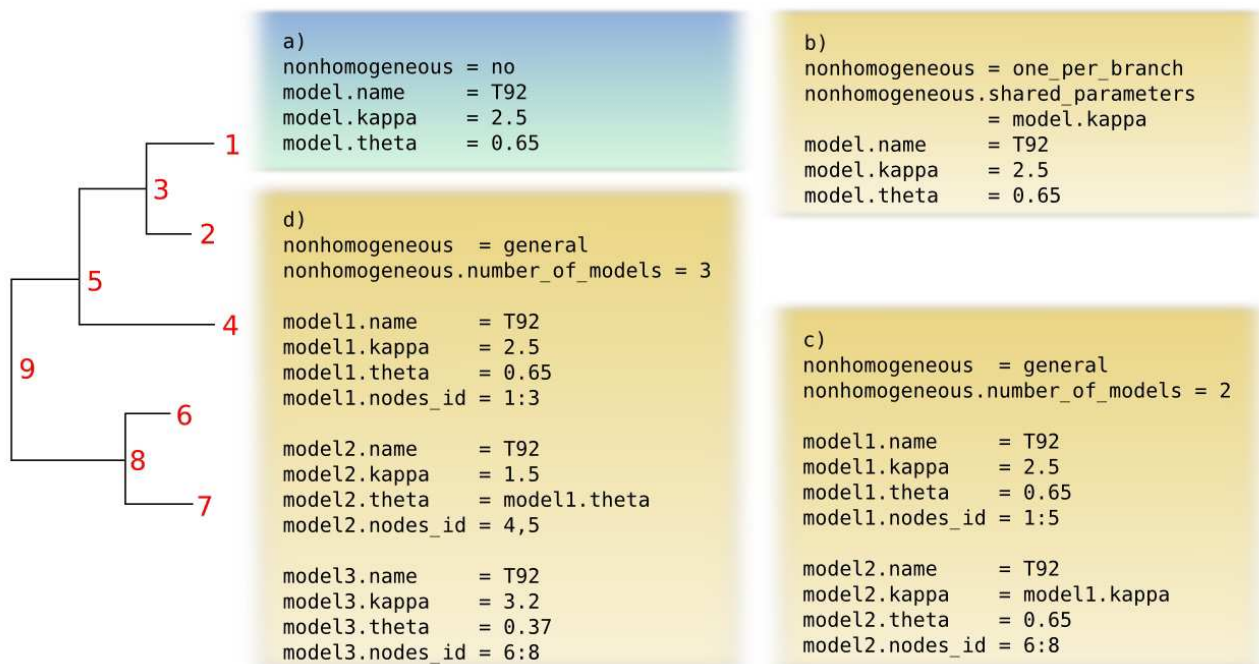 1
3
2
5
4
9
6
8
7
a)
nonhomogeneous = no
model.name = T92
model.kappa = 2.5
model.theta = 0.65
b)
nonhomogeneous = one_per_branch
nonhomogeneous.shared_parameters
= model.kappa
model.name = T92
model.kappa = 2.5
model.theta = 0.65
d)
nonhomogeneous = general
nonhomogeneous.number_of_models = 3
model1.name = T92
model1.kappa = 2.5
model1.theta = 0.65
model1.nodes_id = 1:3
model2.name = T92
model2.kappa = 1.5
model2.theta = model1.theta
model2.nodes_id = 4,5
model3.name = T92
model3.kappa = 3.2
model3.theta = 0.37
model3.nodes_id = 6:8
c)
nonhomogeneous = general
nonhomogeneous.number_of_models = 2
model1.name = T92
model1.kappa = 2.5
model1.theta = 0.65
model1.nodes_id = 1:5
model2.name = T92
model2.kappa = model1.kappa
model2.theta = 0.65
model2.nodes_id = 6:8